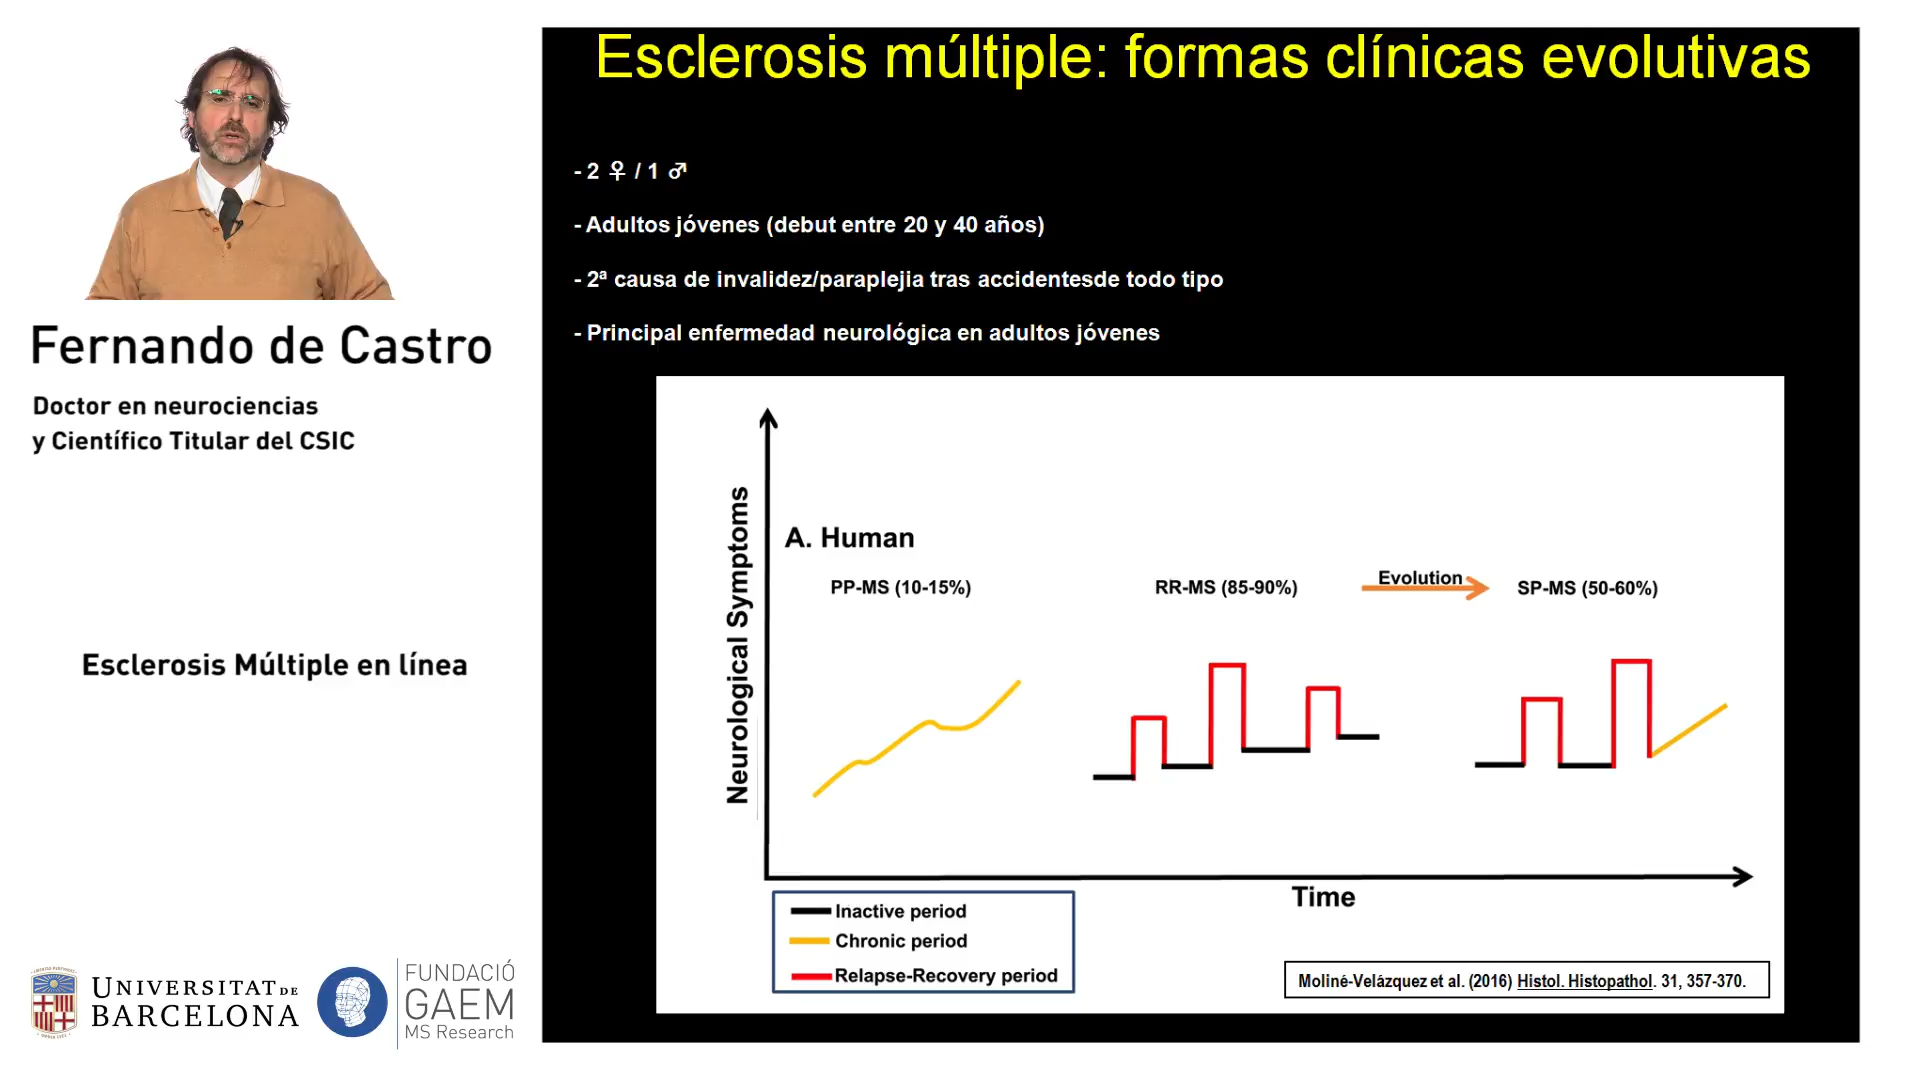 Esclerosis múltiple: formas clínicas evolutivas
- 2 ♀ / 1 ♂
- Adultos jóvenes (debut entre 20 y 40 años)
- 2ª causa de invalidez/paraplejia tras accidentesde todo tipo
- Principal enfermedad neurológica en adultos jóvenes
Fernando de Castro
Doctor en neurociencias
y Científico Titular del CSIC
Esclerosis Múltiple en línea
Neurological Symptoms
A. Human
PP-MS (10-15%)
RR-MS (85-90%)
Evolution
SP-MS (50-60%)
Time
Inactive period
Chronic period
Relapse-Recovery period
Moliné-Velázquez et al. (2016) Histol. Histopathol. 31, 357-370.
UNIVERSITAT DE
BARCELONA
FUNDACIÓ
GAEM
MS Research